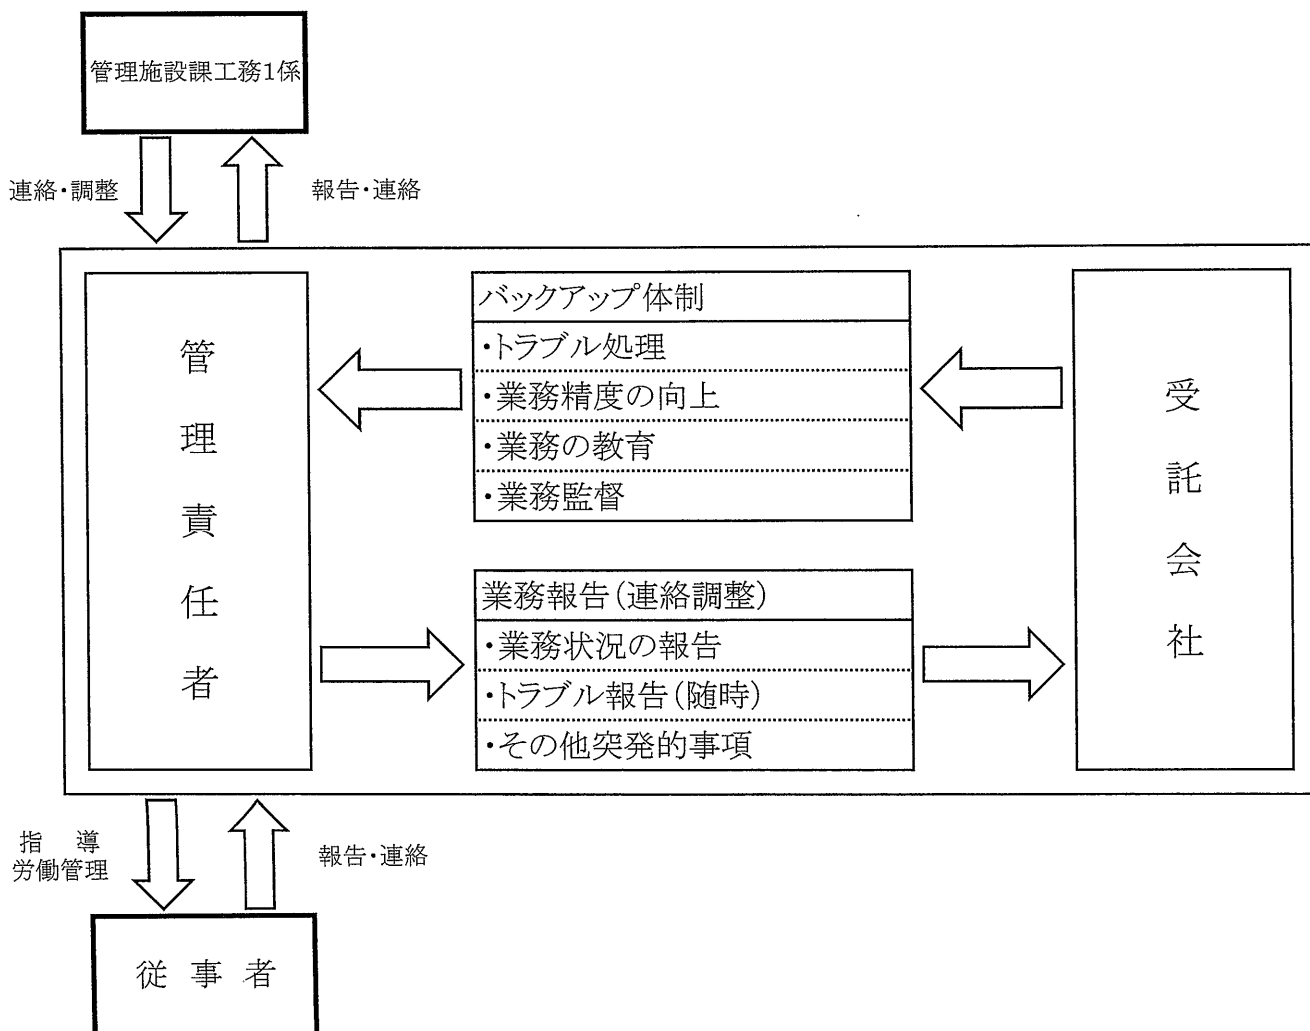 管理施設課工務1係
連絡・調整
報告・連絡
管理責任者
バックアップ体制
・トラブル処理
・業務精度の向上
・業務の教育
・業務監督
業務報告(連絡調整)
・業務状況の報告
・トラブル報告(随時)
・その他突発的事項
受託会社
指　導
労働管理
報告・連絡
従 事 者